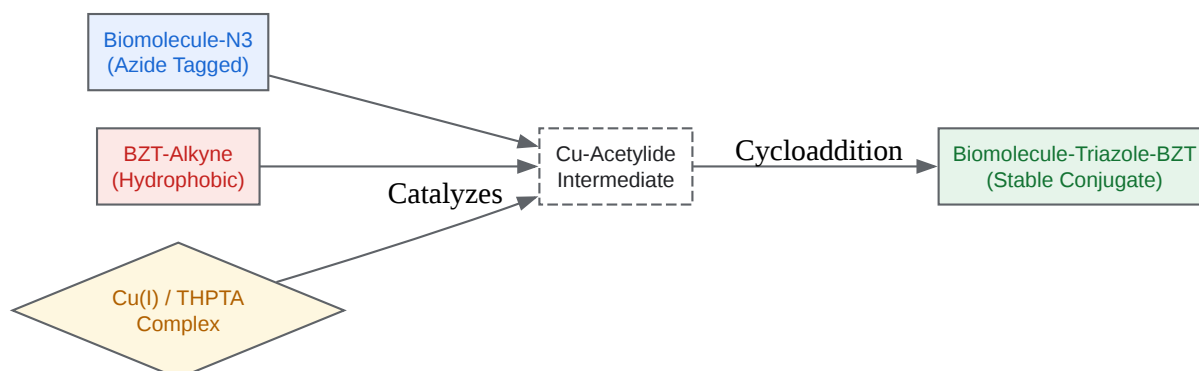 Biomolecule-N3
(Azide Tagged)
BZT-Alkyne
(Hydrophobic)
Catalyzes
Cu(I) / THPTA
Complex
Cu-Acetylide
Intermediate
Cycloaddition
Biomolecule-Triazole-BZT
(Stable Conjugate)